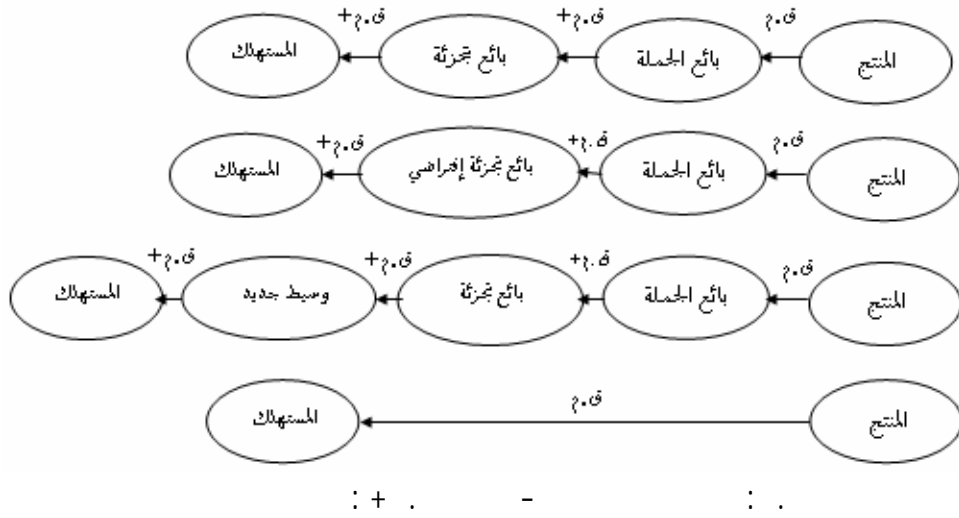 ق.م ق.م+ ق.م+
المنتج بائع الجملة بائع تجزئة المستهلك
ق.م ق.م+ ق.م+
المنتج بائع الجملة بائع تجزئة إفتراضي المستهلك
ق.م ق.م+ ق.م+ ق.م+
المنتج بائع الجملة بائع تجزئة وسيط جديد المستهلك
ق.م
المنتج المستهلك